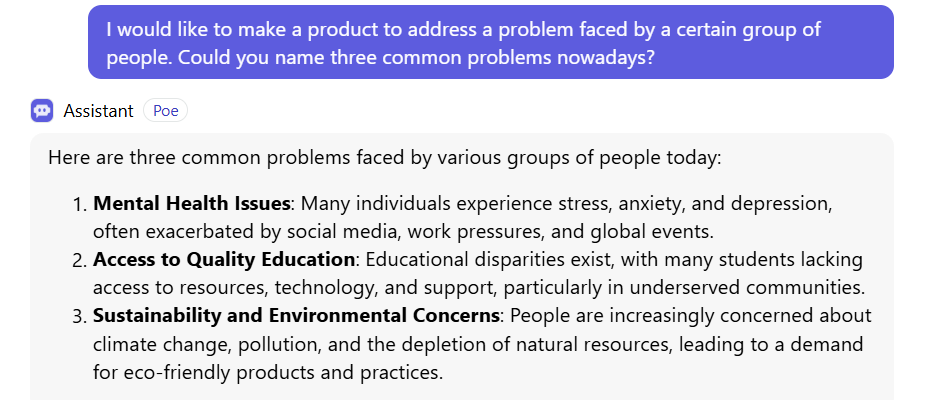 I would like to make a product to address a problem faced by a certain group of
people. Could you name three common problems nowadays?
Assistant Poe
Here are three common problems faced by various groups of people today:
1. Mental Health Issues: Many individuals experience stress, anxiety, and depression,
often exacerbated by social media, work pressures, and global events.
2. Access to Quality Education: Educational disparities exist, with many students lacking
access to resources, technology, and support, particularly in underserved communities.
3. Sustainability and Environmental Concerns: People are increasingly concerned about
climate change, pollution, and the depletion of natural resources, leading to a demand
for eco-friendly products and practices.